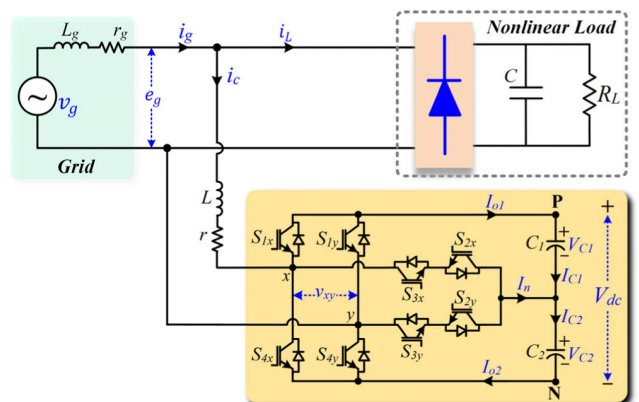 L_g r_g i_g i_L Nonlinear Load
v_g e_g i_c C R_L
Grid
L
r
S_1x S_1y S_2x I_o1 P +
x S_3x C_1 + V_C1 −
v_xy S_2y I_n I_C1 V_dc
y S_3y I_C2
S_4x S_4y I_o2 C_2 + V_C2 −
N −